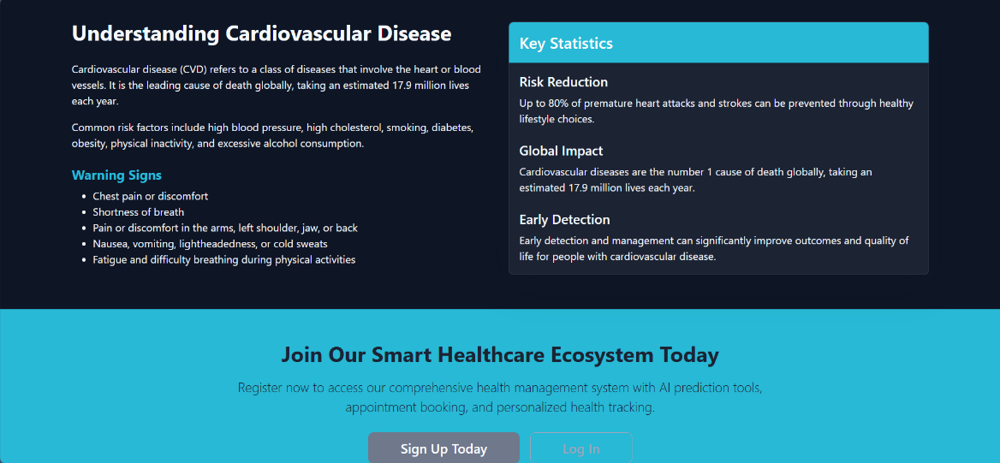 Understanding Cardiovascular Disease
Cardiovascular disease (CVD) refers to a class of diseases that involve the heart or blood
vessels. It is the leading cause of death globally, taking an estimated 17.9 million lives
each year.
Common risk factors include high blood pressure, high cholesterol, smoking, diabetes,
obesity, physical inactivity, and excessive alcohol consumption.
Warning Signs
• Chest pain or discomfort
• Shortness of breath
• Pain or discomfort in the arms, left shoulder, jaw, or back
• Nausea, vomiting, lightheadedness, or cold sweats
• Fatigue and difficulty breathing during physical activities
Key Statistics
Risk Reduction
Up to 80% of premature heart attacks and strokes can be prevented through healthy
lifestyle choices.
Global Impact
Cardiovascular diseases are the number 1 cause of death globally, taking an
estimated 17.9 million lives each year.
Early Detection
Early detection and management can significantly improve outcomes and quality of
life for people with cardiovascular disease.
Join Our Smart Healthcare Ecosystem Today
Register now to access our comprehensive health management system with AI prediction tools,
appointment booking, and personalized health tracking.
Sign Up Today
Log In